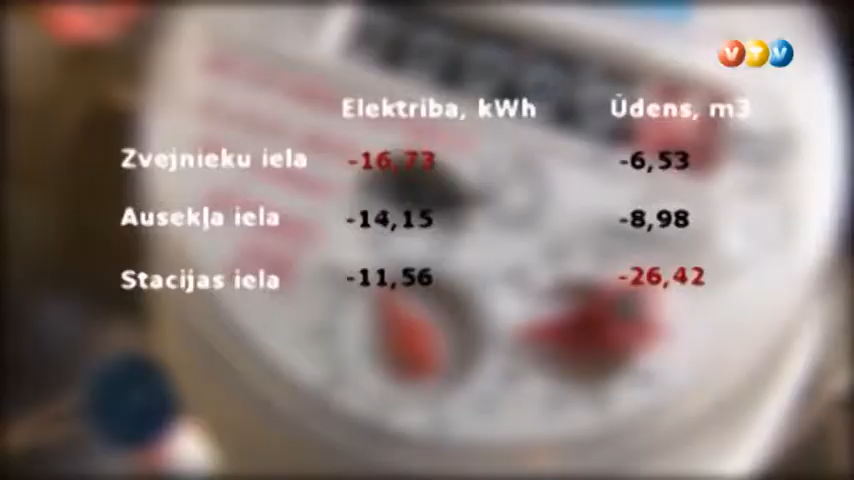 VTV
Elektrība, kWh Ūdens, m3
Zvejnieku iela -16,73 -6,53
Ausekļa iela -14,15 -8,98
Stacijas iela -11,56 -26,42